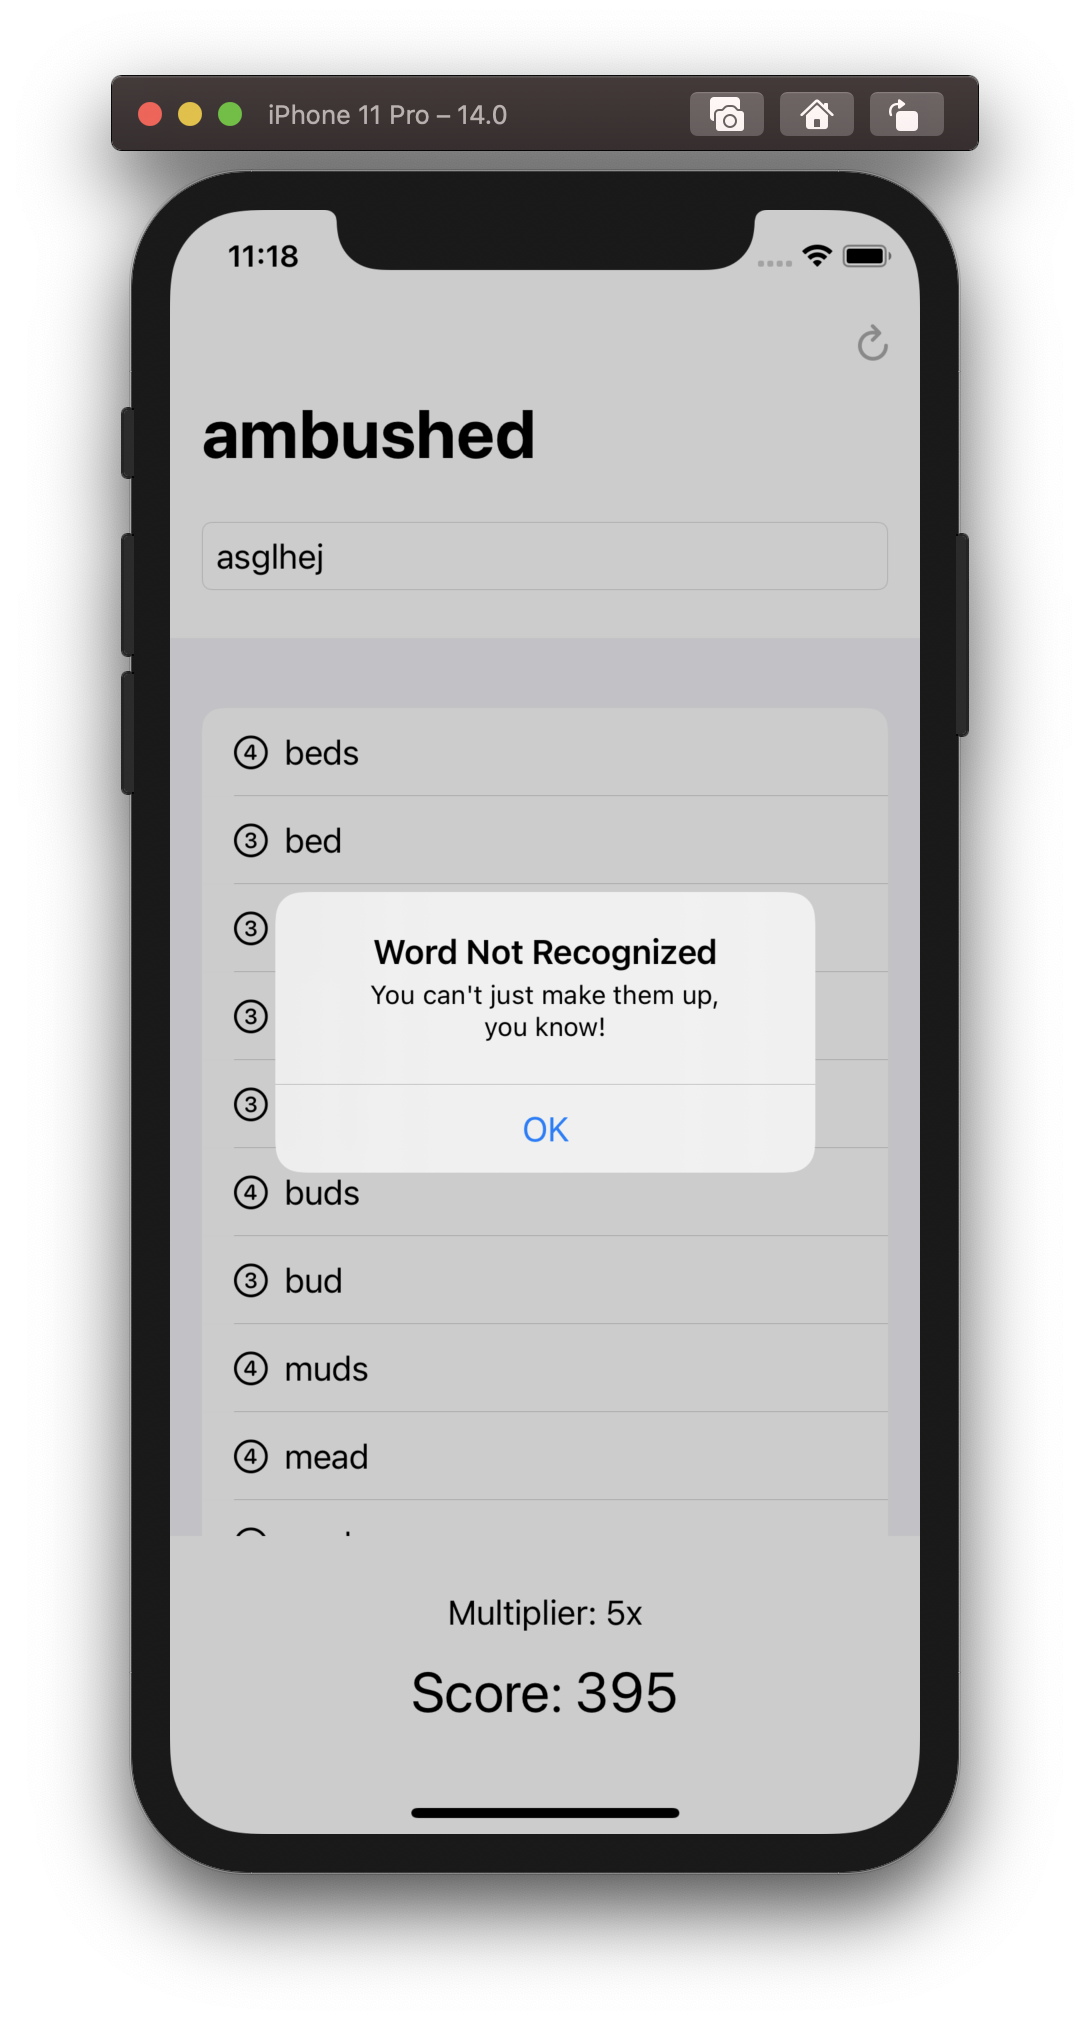 iPhone 11 Pro – 14.0
11:18
ambushed
asglhej
4 beds
3 bed
3
3
3
Word Not Recognized
You can't just make them up,
you know!
OK
4 buds
3 bud
4 muds
4 mead
Multiplier: 5x
Score: 395